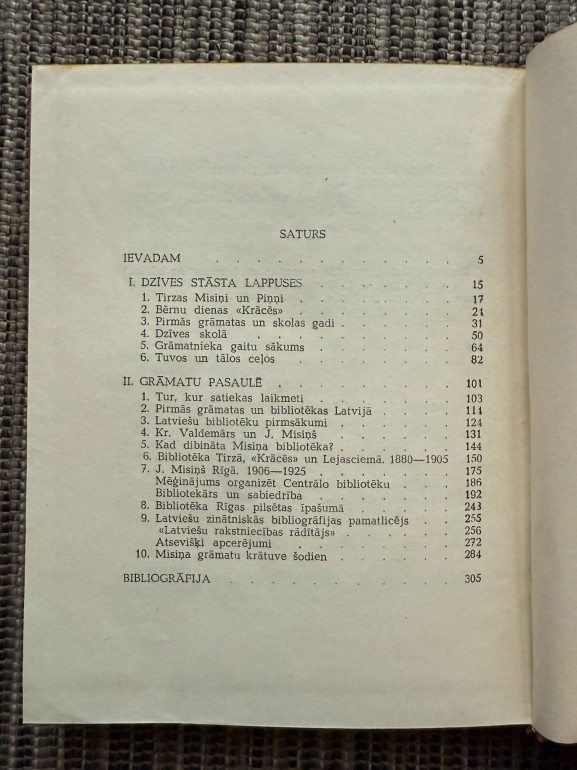 SATURS
IEVADAM . . . . . . . . . . 5
I. DZĪVES STĀSTA LAPPUSES . . . . . . 15
1. Tirzas Misiņi un Piņņi . . . . . . 17
2. Bērnu dienas «Krācēs» . . . . . . 24
3. Pirmās grāmatas un skolas gadi . . . . . 31
4. Dzīves skolā . . . . . . . . 50
5. Grāmatnieka gaitu sākums . . . . . . 64
6. Tuvos un tālos ceļos . . . . . . 82
II. GRĀMATU PASAULĒ . . . . . . . 101
1. Tur, kur satiekas laikmeti . . . . . . 103
2. Pirmās grāmatas un bibliotēkas Latvijā . . . . 114
3. Latviešu bibliotēku pirmsākumi . . . . . 124
4. Kr. Valdemārs un J. Misiņš . . . . . 131
5. Kad dibināta Misiņa bibliotēka? . . . . . 144
6. Bibliotēka Tirzā, «Krācēs» un Lejasciemā. 1880—1905 150
7. J. Misiņš Rīgā. 1906—1925 . . . . . 175
Mēģinājums organizēt Centrālo bibliotēku . . . 186
Bibliotekārs un sabiedrība . . . . . 192
8. Bibliotēka Rīgas pilsētas īpašumā . . . . 243
9. Latviešu zinātniskās bibliogrāfijas pamatlicējs . . 255
«Latviešu rakstniecības rādītājs» . . . . 256
Atsevišķi apcerējumi . . . . . . 272
10. Misiņa grāmatu krātuve šodien . . . . . 284
BIBLIOGRĀFIJA . . . . . . . . . 305